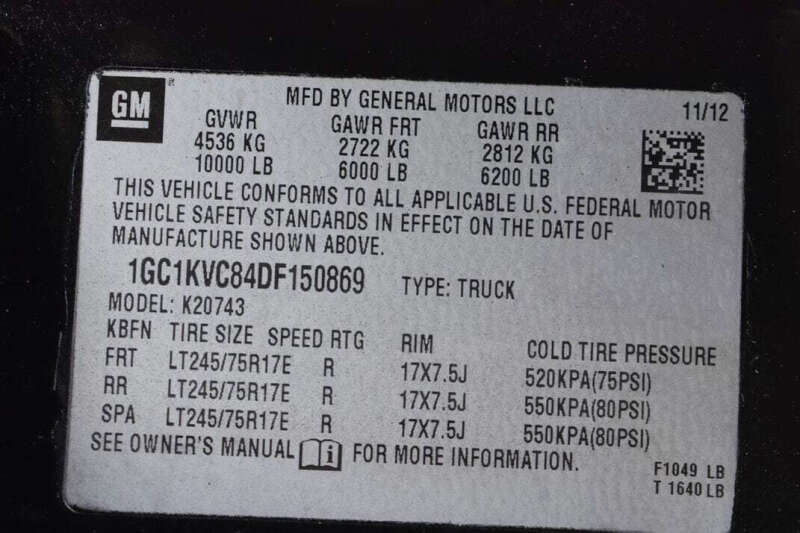 GM
MFD BY GENERAL MOTORS LLC 11/12
GVWR GAWR FRT GAWR RR
4536 KG 2722 KG 2812 KG
10000 LB 6000 LB 6200 LB
THIS VEHICLE CONFORMS TO ALL APPLICABLE U.S. FEDERAL MOTOR
VEHICLE SAFETY STANDARDS IN EFFECT ON THE DATE OF
MANUFACTURE SHOWN ABOVE.
1GC1KVC84DF150869 TYPE: TRUCK
MODEL: K20743
KBFN TIRE SIZE SPEED RTG RIM COLD TIRE PRESSURE
FRT LT245/75R17E R 17X7.5J 520KPA(75PSI)
RR LT245/75R17E R 17X7.5J 550KPA(80PSI)
SPA LT245/75R17E R 17X7.5J 550KPA(80PSI)
SEE OWNER'S MANUAL i FOR MORE INFORMATION.
F1049 LB
T 1640 LB